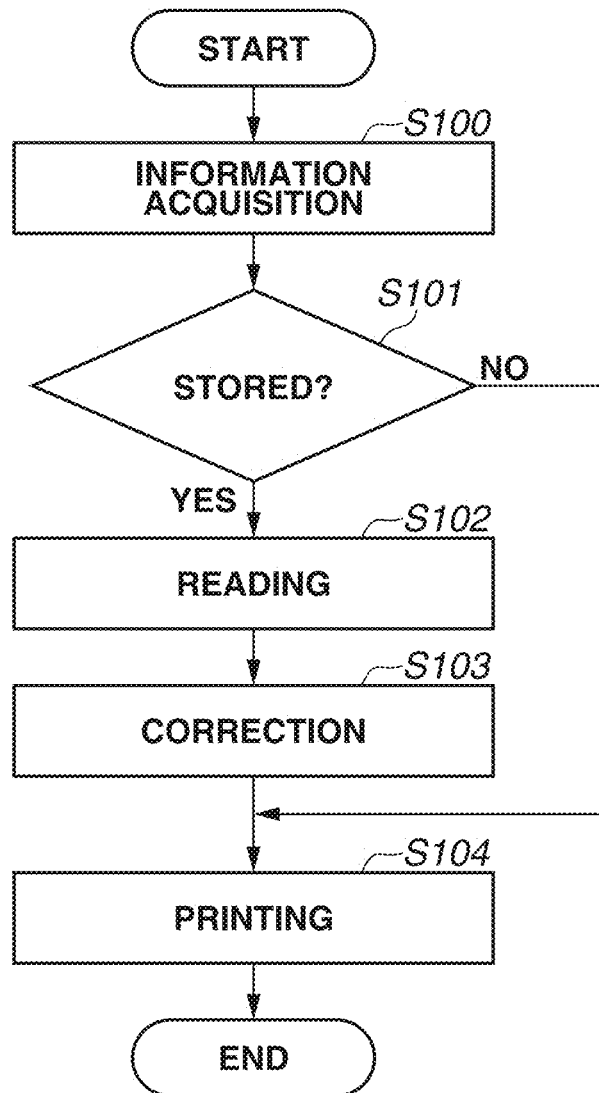 START
S100
INFORMATION
ACQUISITION
S101
STORED?
NO
YES
S102
READING
S103
CORRECTION
S104
PRINTING
END